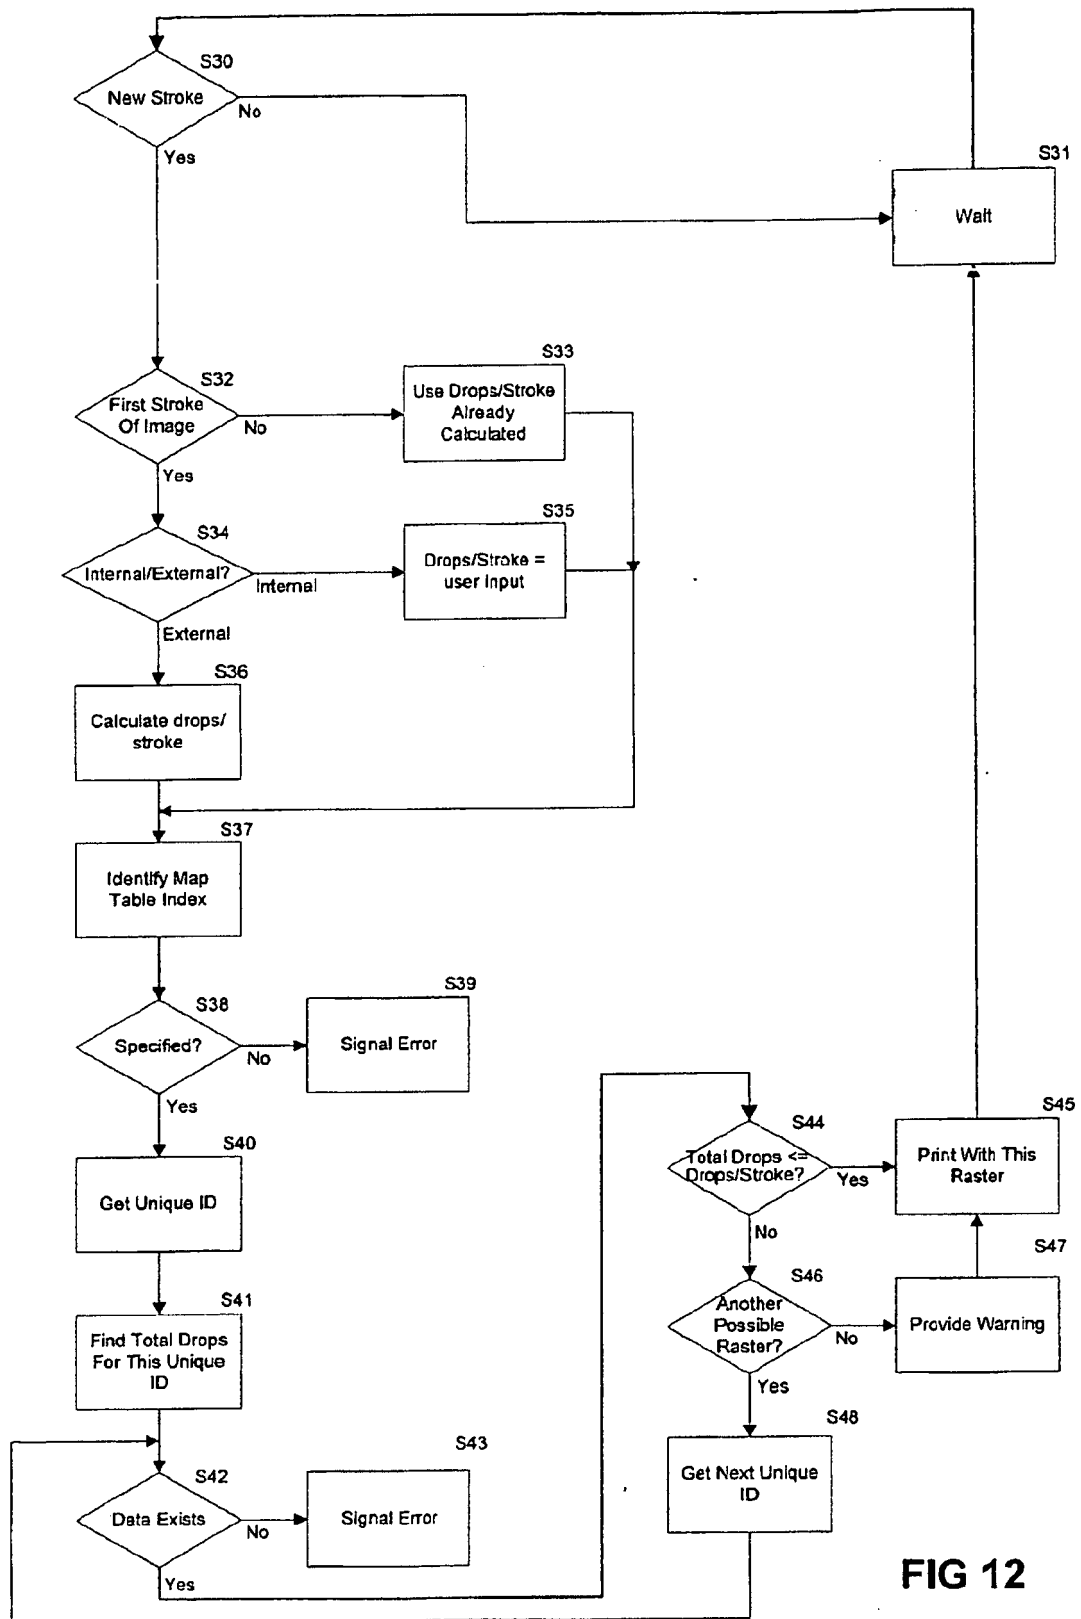 S30
New Stroke
No
Yes
S31
Wait
S32
First Stroke
Of Image
No
Yes
S33
Use Drops/Stroke
Already
Calculated
S34
Internal/External?
Internal
External
S35
Drops/Stroke =
user Input
S36
Calculate drops/
stroke
S37
Identify Map
Table Index
S38
Specified?
No
Yes
S39
Signal Error
S40
Get Unique ID
S41
Find Total Drops
For This Unique
ID
S42
Data Exists
No
Yes
S43
Signal Error
S44
Total Drops <=
Drops/Stroke?
Yes
No
S45
Print With This
Raster
S46
Another
Possible
Raster?
No
Yes
S47
Provide Warning
S48
Get Next Unique
ID
FIG 12